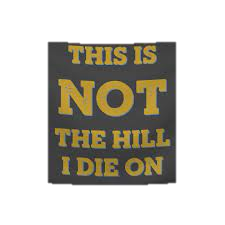 THIS IS
NOT
THE HILL
I DIE ON